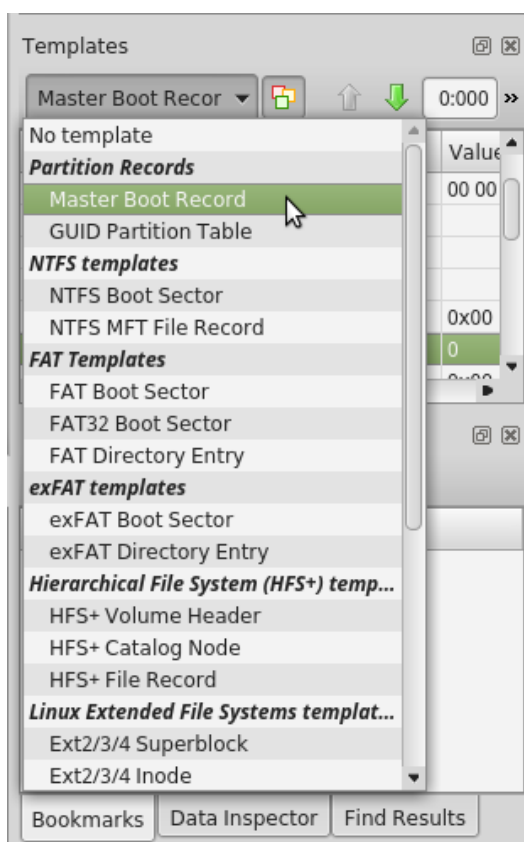 Templates
Master Boot Recor
0:000 »
No template
Value
Partition Records
Master Boot Record
00 00
GUID Partition Table
NTFS templates
NTFS Boot Sector
NTFS MFT File Record
0x00
FAT Templates
0
FAT Boot Sector
FAT32 Boot Sector
FAT Directory Entry
exFAT templates
exFAT Boot Sector
exFAT Directory Entry
Hierarchical File System (HFS+) temp...
HFS+ Volume Header
HFS+ Catalog Node
HFS+ File Record
Linux Extended File Systems templat...
Ext2/3/4 Superblock
Ext2/3/4 Inode
Bookmarks
Data Inspector
Find Results